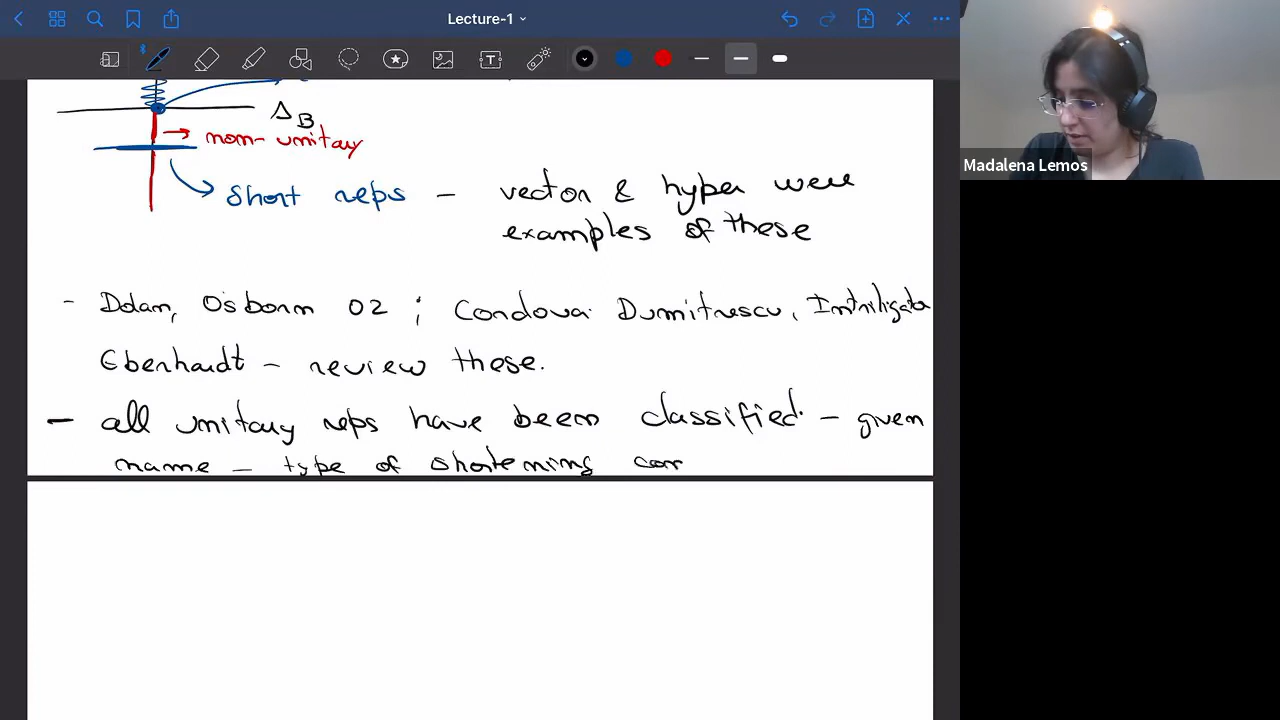 Lecture-1
Madalena Lemos
Δ_B
→ non-unitary
short reps – vector & hyper were
examples of these
- Dolan, Osborn 02 ; Cordova Dumitrescu, Intriligator
Eberhardt – review these.
- all unitary reps have been classified – given
name – type of shortening con